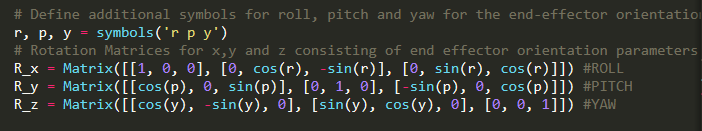 # Define additional symbols for roll, pitch and yaw for the end-effector orientatio
r, p, y = symbols('r p y')
# Rotation Matrices for x,y and z consisting of end effector orientation parameters
R_x = Matrix([[1, 0, 0], [0, cos(r), -sin(r)], [0, sin(r), cos(r)]]) #ROLL
R_y = Matrix([[cos(p), 0, sin(p)], [0, 1, 0], [-sin(p), 0, cos(p)]]) #PITCH
R_z = Matrix([[cos(y), -sin(y), 0], [sin(y), cos(y), 0], [0, 0, 1]]) #YAW